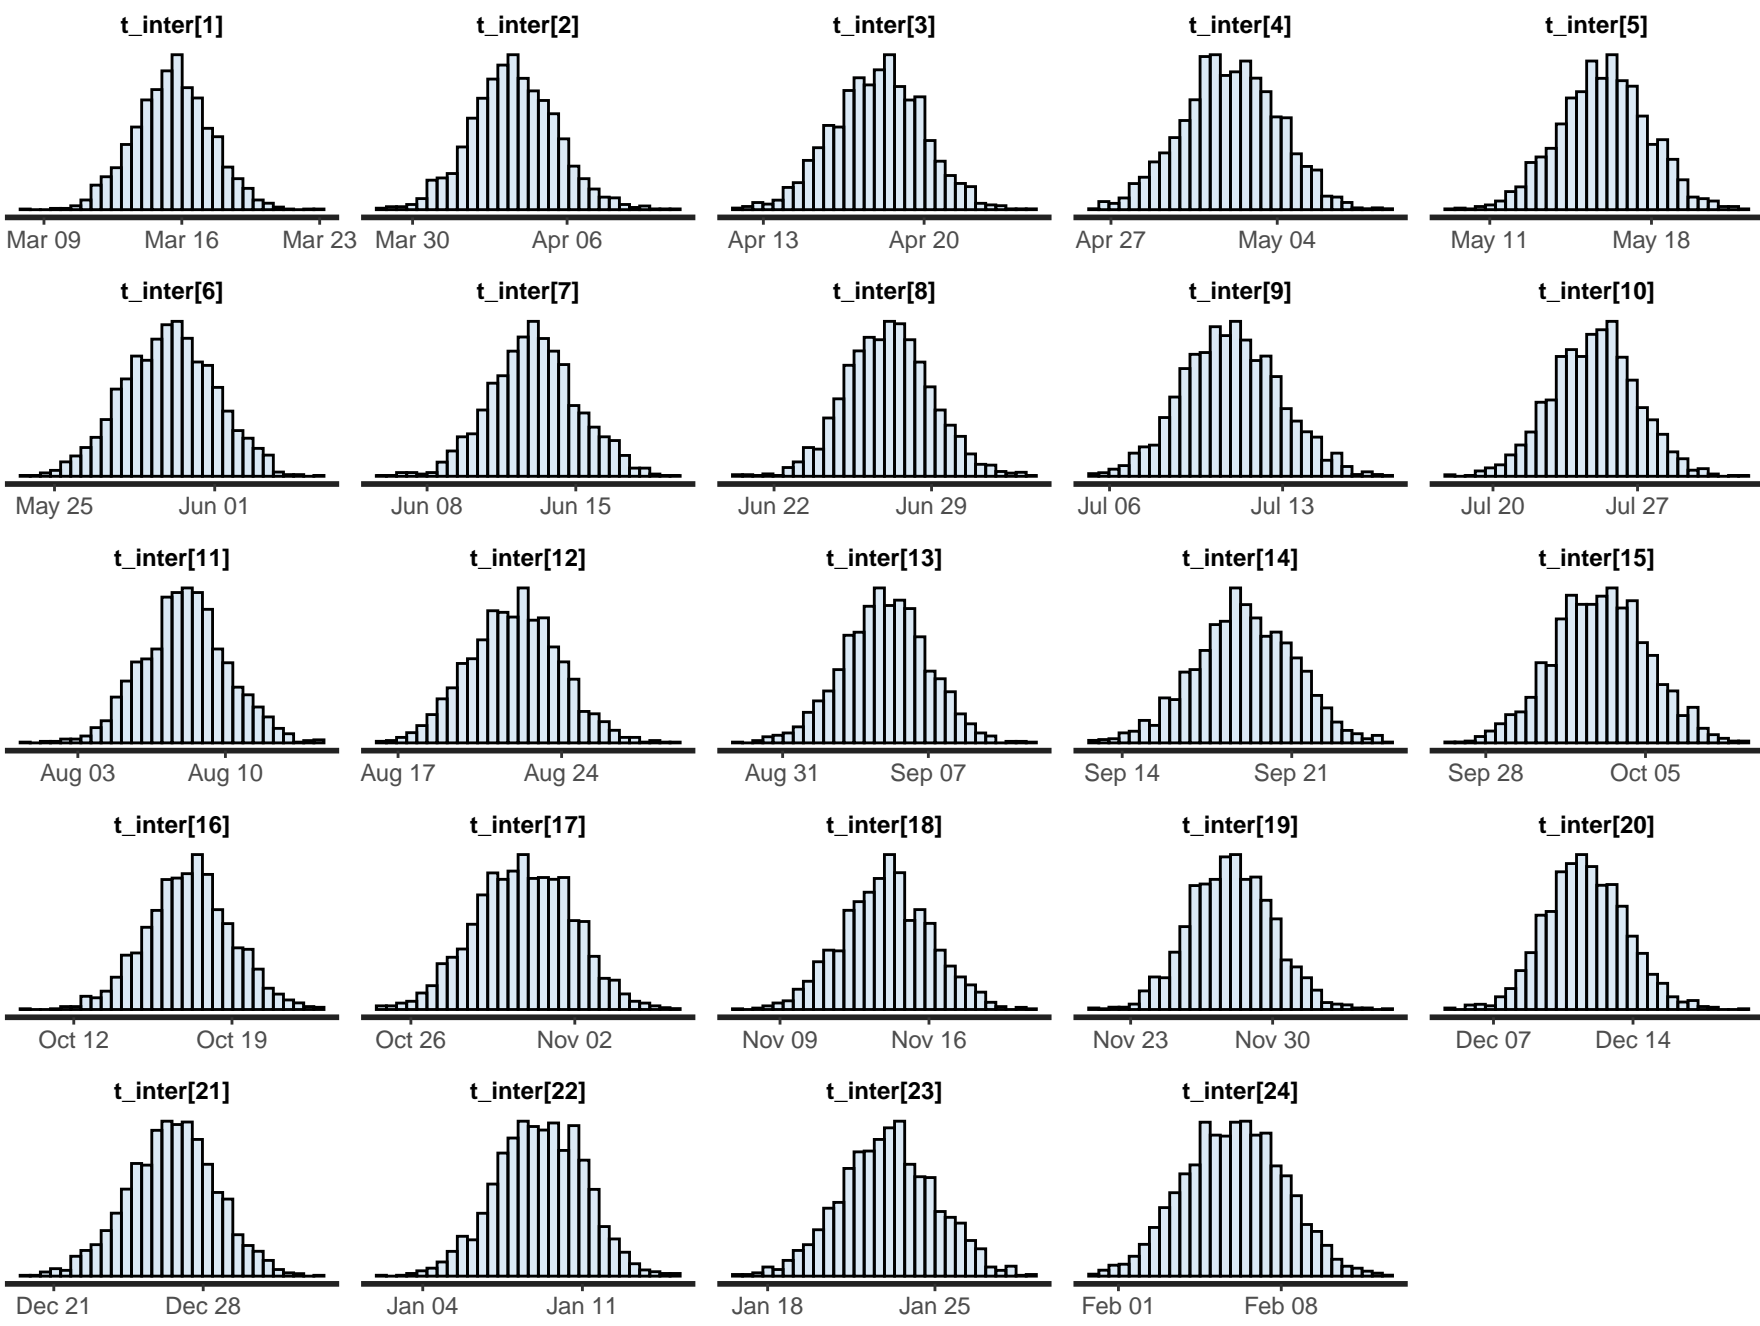 t_inter[1] t_inter[2] t_inter[3] t_inter[4] t_inter[5]
Mar 09 Mar 16 Mar 23 Mar 30 Apr 06 Apr 13 Apr 20 Apr 27 May 04 May 11 May 18
t_inter[6] t_inter[7] t_inter[8] t_inter[9] t_inter[10]
May 25 Jun 01 Jun 08 Jun 15 Jun 22 Jun 29 Jul 06 Jul 13 Jul 20 Jul 27
t_inter[11] t_inter[12] t_inter[13] t_inter[14] t_inter[15]
Aug 03 Aug 10 Aug 17 Aug 24 Aug 31 Sep 07 Sep 14 Sep 21 Sep 28 Oct 05
t_inter[16] t_inter[17] t_inter[18] t_inter[19] t_inter[20]
Oct 12 Oct 19 Oct 26 Nov 02 Nov 09 Nov 16 Nov 23 Nov 30 Dec 07 Dec 14
t_inter[21] t_inter[22] t_inter[23] t_inter[24]
Dec 21 Dec 28 Jan 04 Jan 11 Jan 18 Jan 25 Feb 01 Feb 08